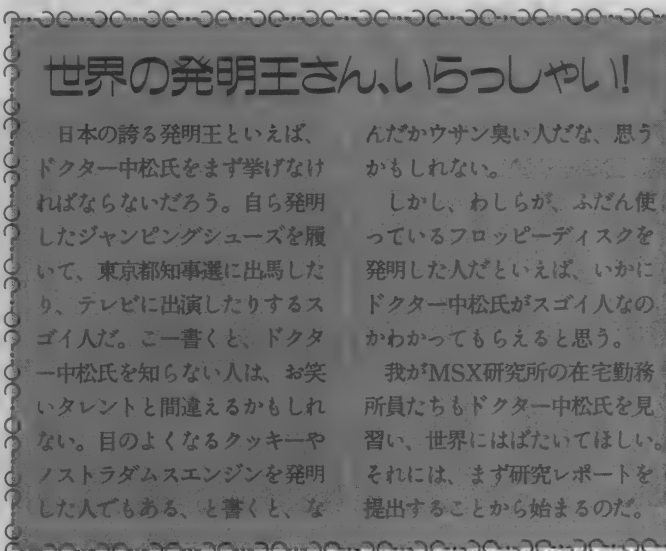 世界の発明王さん、いらっしゃい!
日本の誇る発明王といえば、
ドクター中松氏をまず挙げなけ
ればならないだろう。自ら発明
したジャンピングシューズを履
いて、東京都知事選に出馬した
り、テレビに出演したりするス
ゴイ人だ。こー書くと、ドクタ
ー中松氏を知らない人は、お笑
いタレントと間違えるかもしれ
ない。目のよくなるクッキーや
ノストラダムスエンジンを発明
した人でもある、と書くと、な
んだかウサン臭い人だな、思う
かもしれない。
しかし、わしらが、ふだん使
っているフロッピーディスクを
発明した人だといえば、いかに
ドクター中松氏がスゴイ人なの
かわかってもらえると思う。
我がMSX研究所の在宅勤務
所員たちもドクター中松氏を見
習い、世界にはばたいてほしい。
それには、まず研究レポートを
提出することから始まるのだ。